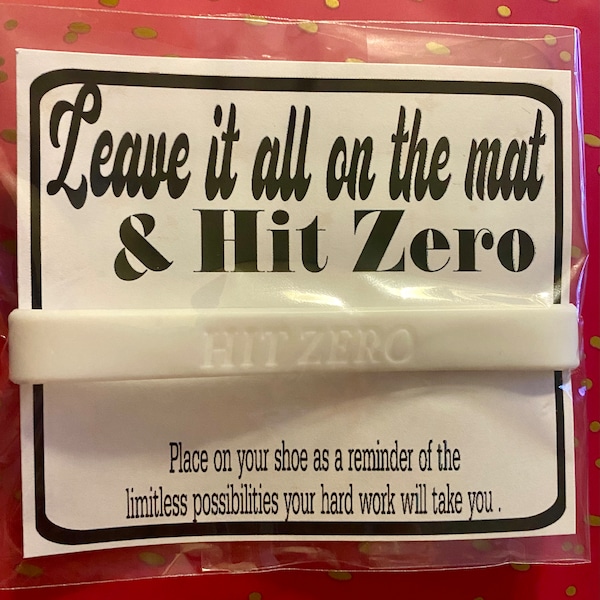 Leave it all on the mat
& Hit Zero
HIT ZERO
Place on your shoe as a reminder of the
limitless possibilities your hard work will take you .